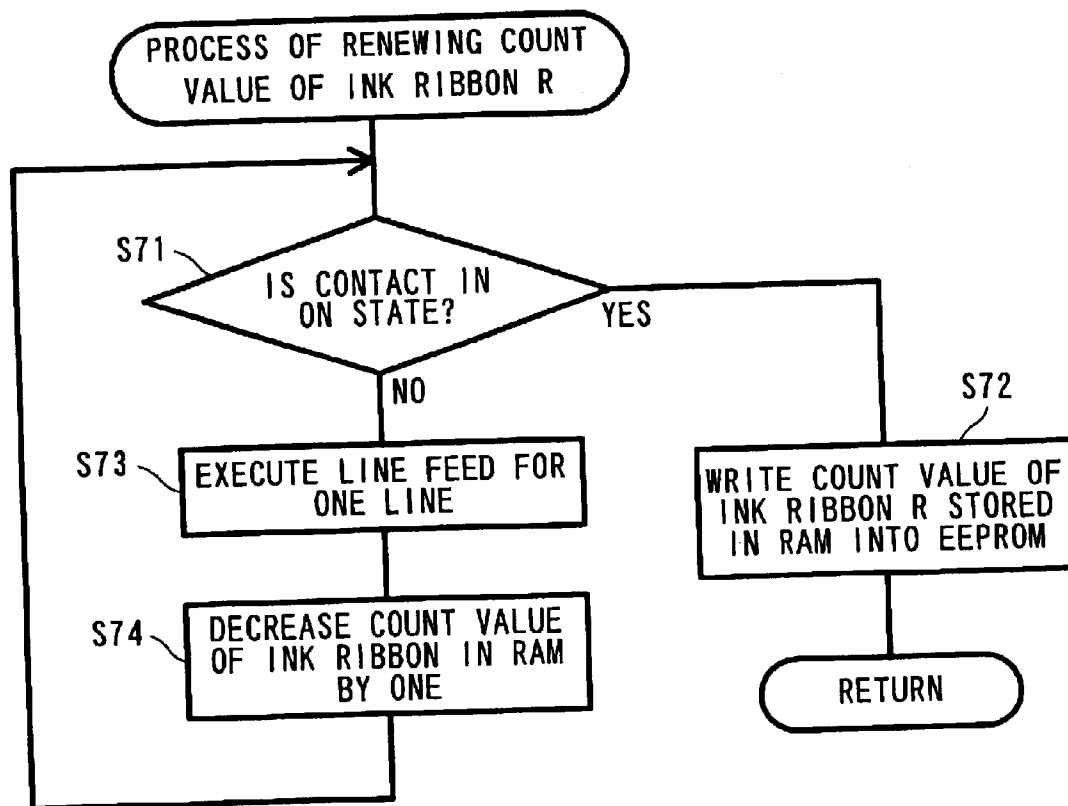 PROCESS OF RENEWING COUNT
VALUE OF INK RIBBON R
S71
IS CONTACT IN
ON STATE?
YES
NO
S72
WRITE COUNT VALUE OF
INK RIBBON R STORED
IN RAM INTO EEPROM
S73
EXECUTE LINE FEED FOR
ONE LINE
S74
DECREASE COUNT VALUE
OF INK RIBBON IN RAM
BY ONE
RETURN